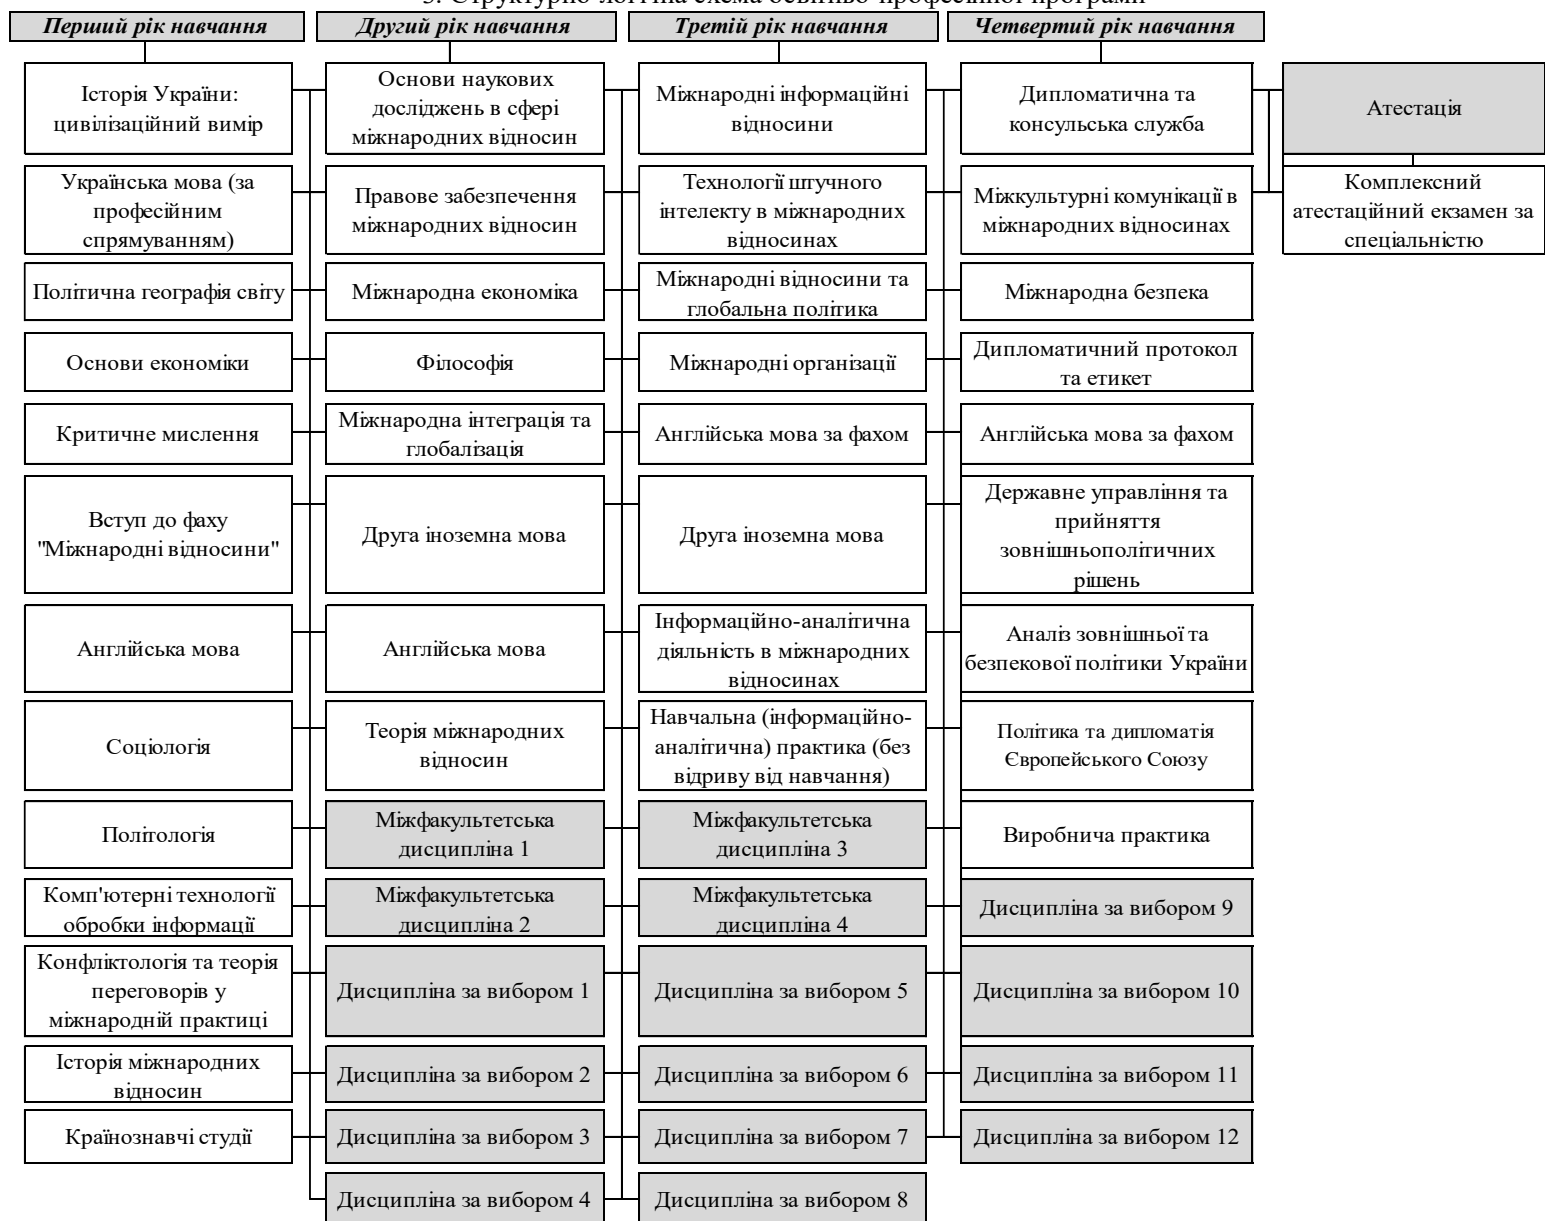 3. Структурно-логічна схема освітньо-професійної програми
Перший рік навчання
Історія України:
цивілізаційний вимір
Українська мова (за
професійним
спрямуванням)
Політична географія світу
Основи економіки
Критичне мислення
Вступ до фаху
"Міжнародні відносини"
Англійська мова
Соціологія
Політологія
Комп'ютерні технології
обробки інформації
Конфліктологія та теорія
переговорів у
міжнародній практиці
Історія міжнародних
відносин
Країнознавчі студії
Другий рік навчання
Основи наукових
досліджень в сфері
міжнародних відносин
Правове забезпечення
міжнародних відносин
Міжнародна економіка
Філософія
Міжнародна інтеграція та
глобалізація
Друга іноземна мова
Англійська мова
Теорія міжнародних
відносин
Міжфакультетська
дисципліна 1
Міжфакультетська
дисципліна 2
Дисципліна за вибором 1
Дисципліна за вибором 2
Дисципліна за вибором 3
Дисципліна за вибором 4
Третій рік навчання
Міжнародні інформаційні
відносини
Технології штучного
інтелекту в міжнародних
відносинах
Міжнародні відносини та
глобальна політика
Міжнародні організації
Англійська мова за фахом
Друга іноземна мова
Інформаційно-аналітична
діяльність в міжнародних
відносинах
Навчальна (інформаційно-
аналітична) практика (без
відриву від навчання)
Міжфакультетська
дисципліна 3
Міжфакультетська
дисципліна 4
Дисципліна за вибором 5
Дисципліна за вибором 6
Дисципліна за вибором 7
Дисципліна за вибором 8
Четвертий рік навчання
Дипломатична та
консульська служба
Міжкультурні комунікації в
міжнародних відносинах
Міжнародна безпека
Дипломатичний протокол
та етикет
Англійська мова за фахом
Державне управління та
прийняття
зовнішньополітичних
рішень
Аналіз зовнішньої та
безпекової політики України
Політика та дипломатія
Європейського Союзу
Виробнича практика
Дисципліна за вибором 9
Дисципліна за вибором 10
Дисципліна за вибором 11
Дисципліна за вибором 12
Атестація
Комплексний
атестаційний екзамен за
спеціальністю